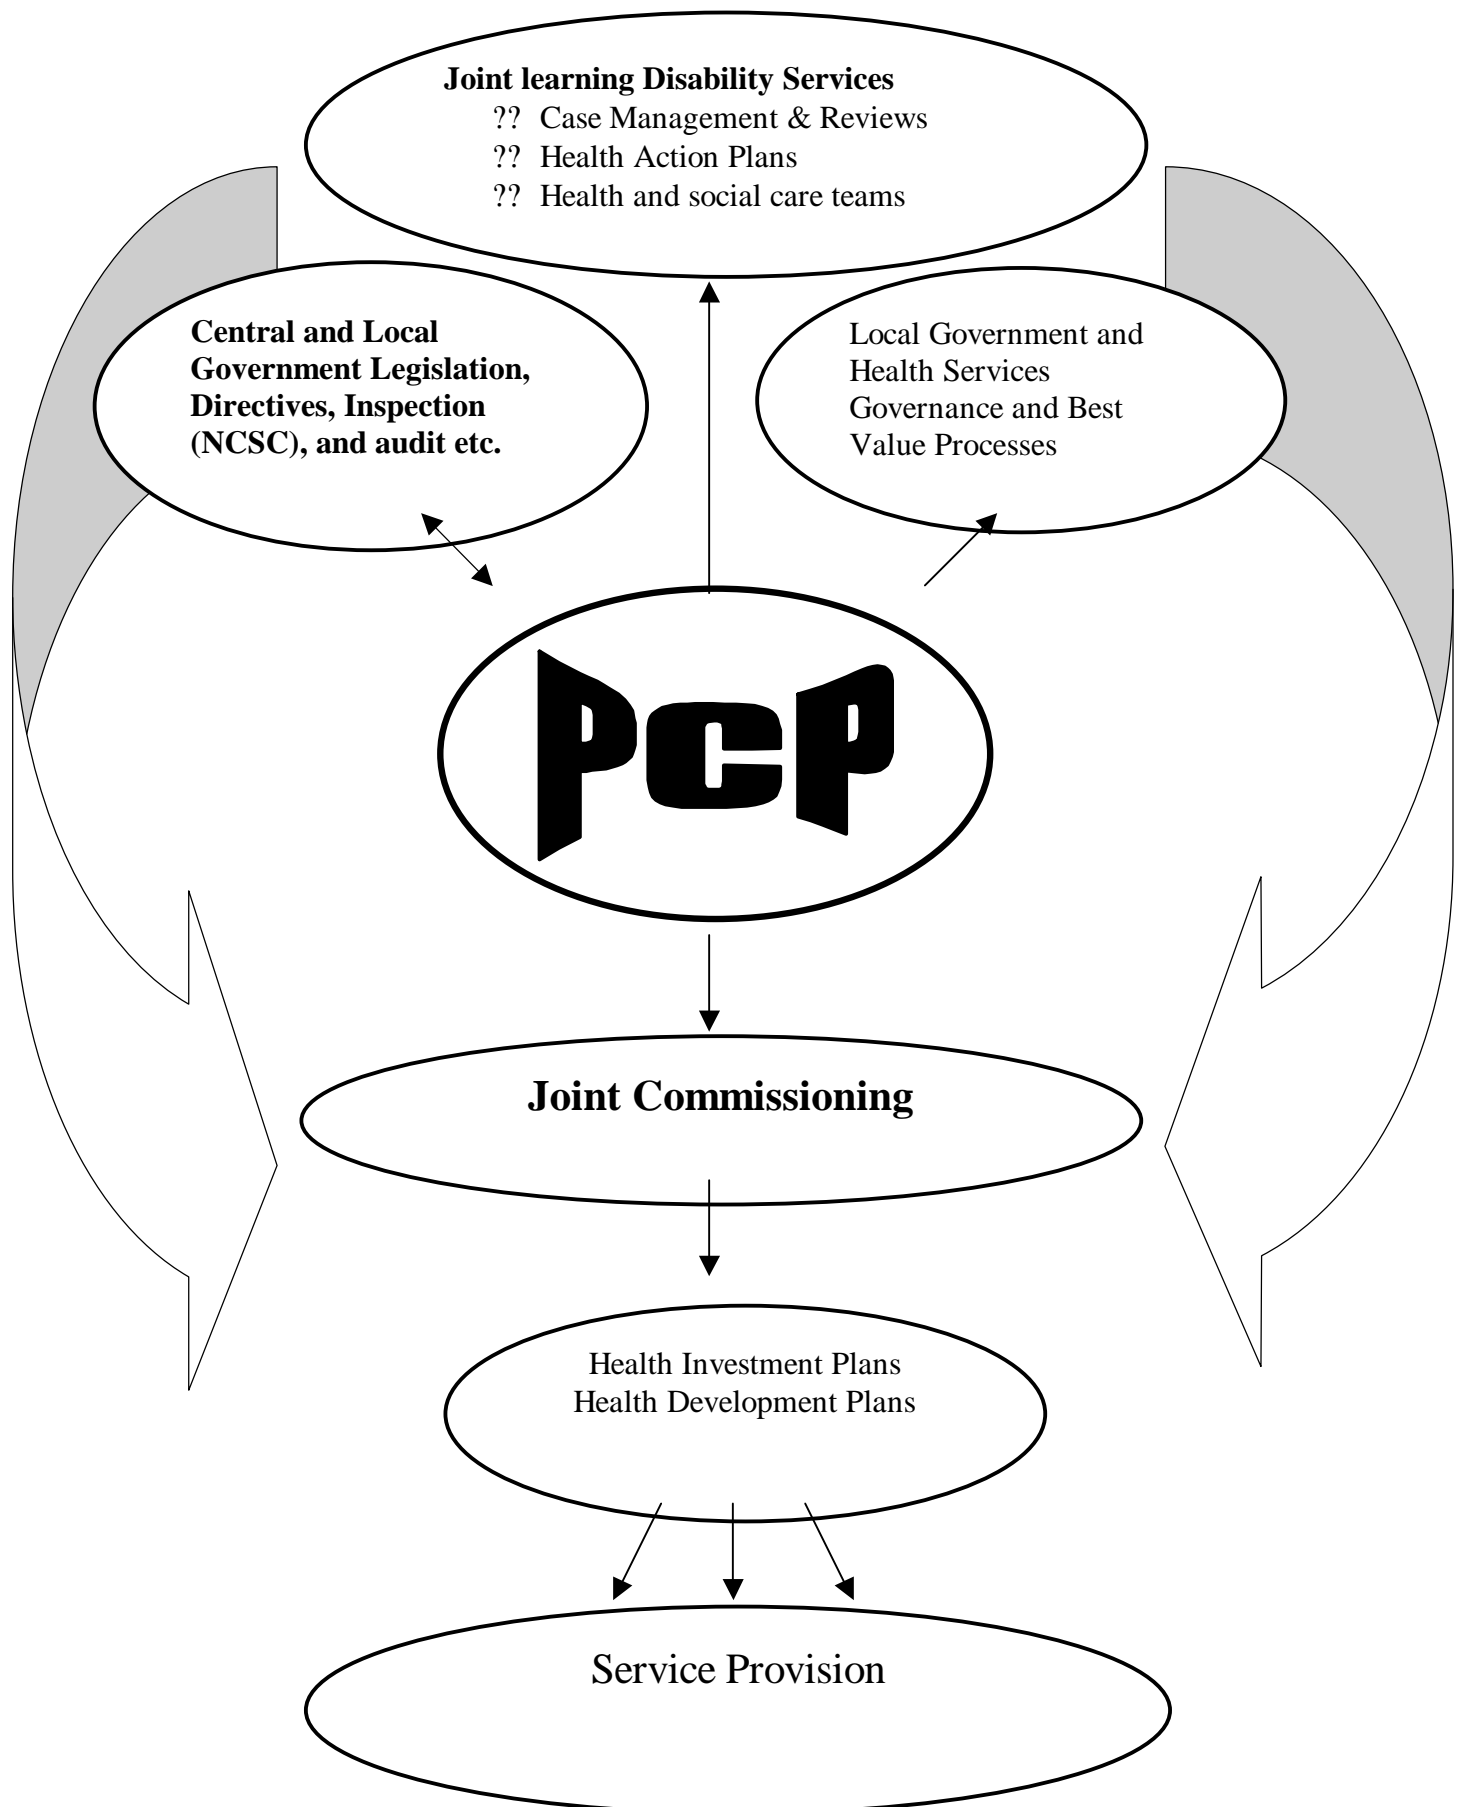 Joint learning Disability Services
?? Case Management & Reviews
?? Health Action Plans
?? Health and social care teams
Central and Local
Government Legislation,
Directives, Inspection
(NCSC), and audit etc.
Local Government and
Health Services
Governance and Best
Value Processes
PCP
Joint Commissioning
Health Investment Plans
Health Development Plans
Service Provision